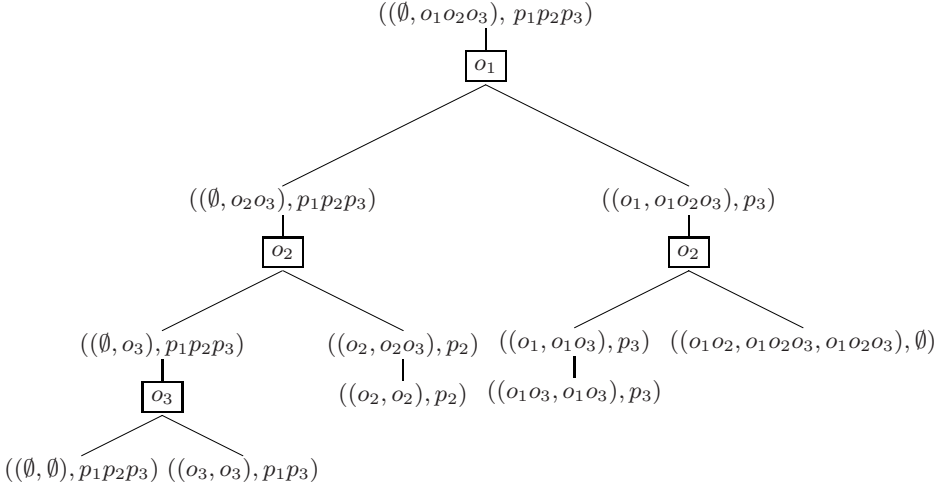 ((∅, o₁o₂o₃), p₁p₂p₃)
o₁
((∅, o₂o₃), p₁p₂p₃) ((o₁, o₁o₂o₃), p₃)
o₂ o₂
((∅, o₃), p₁p₂p₃) ((o₂, o₂o₃), p₂) ((o₁, o₁o₃), p₃) ((o₁o₂, o₁o₂o₃, o₁o₂o₃), ∅)
o₃ ((o₂, o₂), p₂) ((o₁o₃, o₁o₃), p₃)
((∅, ∅), p₁p₂p₃) ((o₃, o₃), p₁p₃)